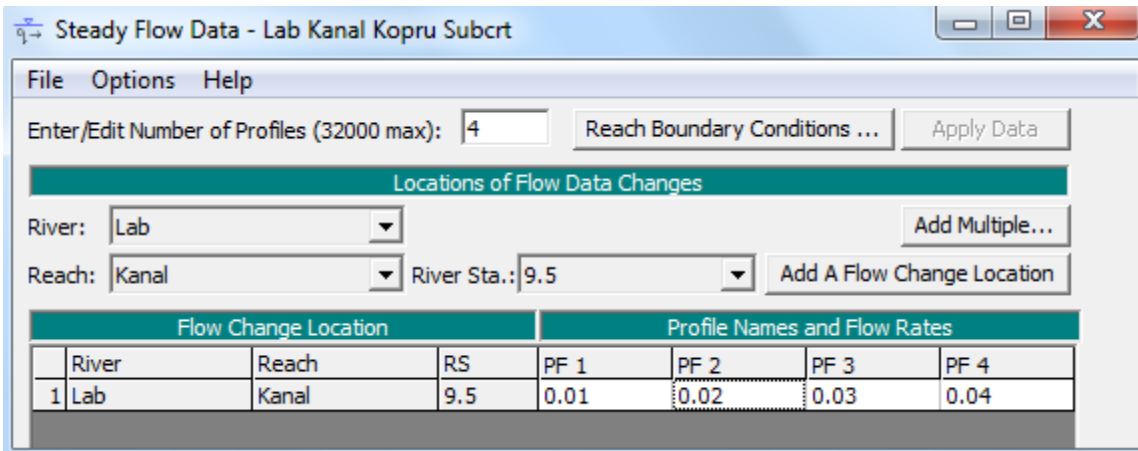 Steady Flow Data - Lab Kanal Kopru Subcrt
File Options Help
Enter/Edit Number of Profiles (32000 max): 4 Reach Boundary Conditions ... Apply Data
Locations of Flow Data Changes
River: Lab Add Multiple...
Reach: Kanal River Sta.: 9.5 Add A Flow Change Location
Flow Change Location Profile Names and Flow Rates
River Reach RS PF 1 PF 2 PF 3 PF 4
1 Lab Kanal 9.5 0.01 0.02 0.03 0.04